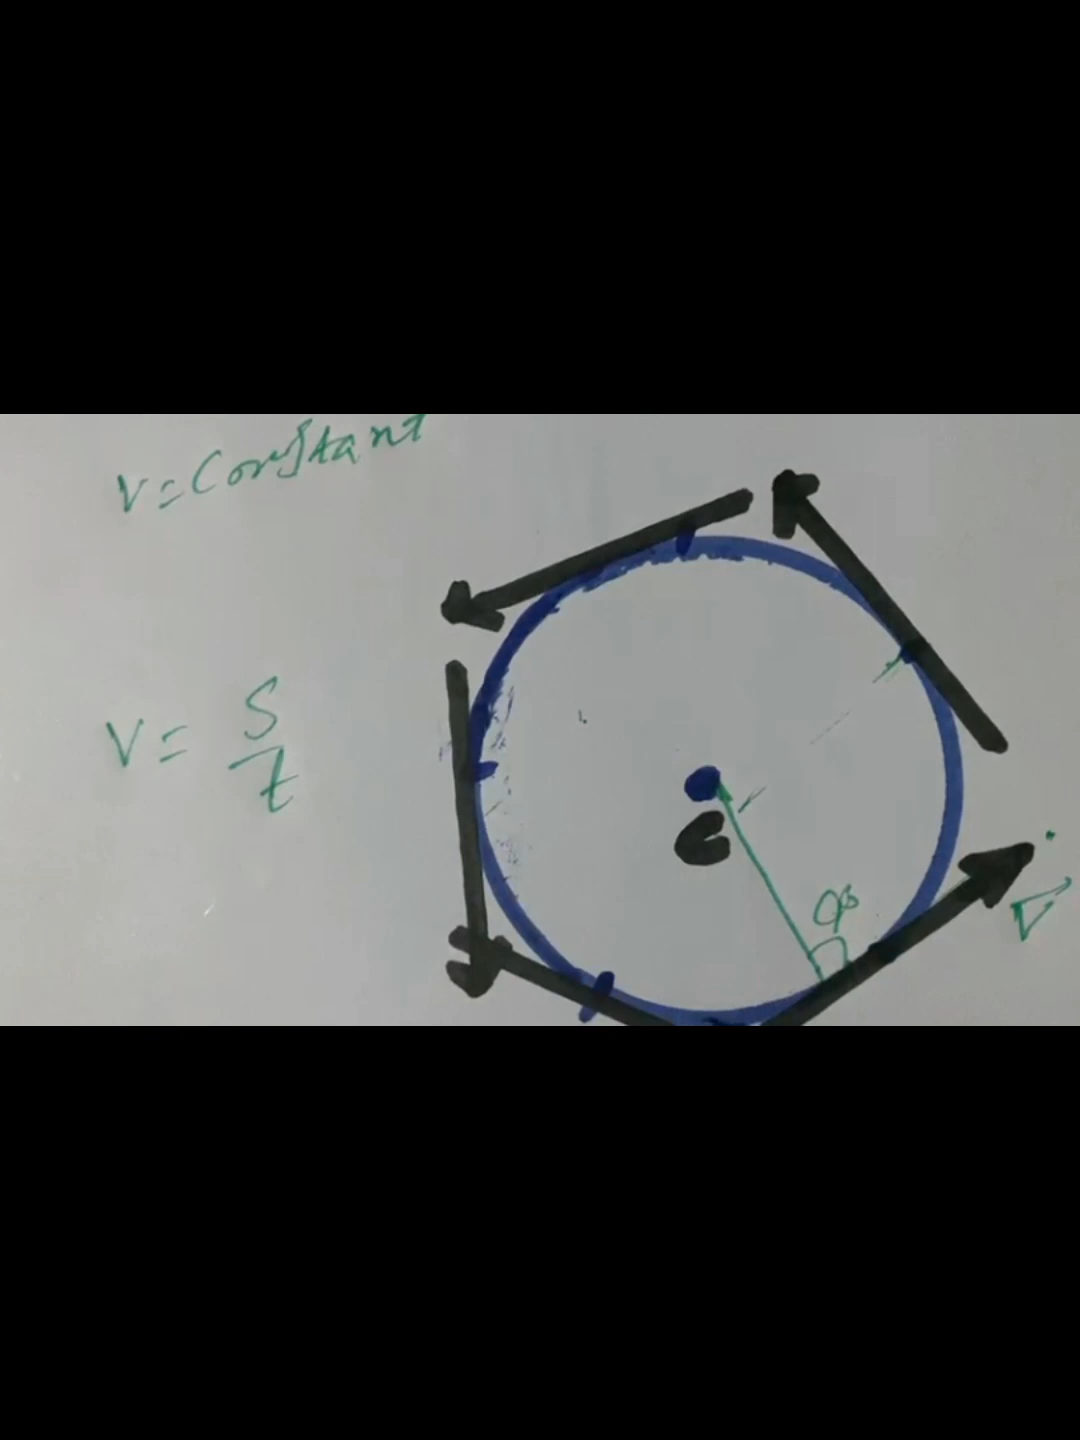 V = Constant
V = S/t
C
90°
V⃗